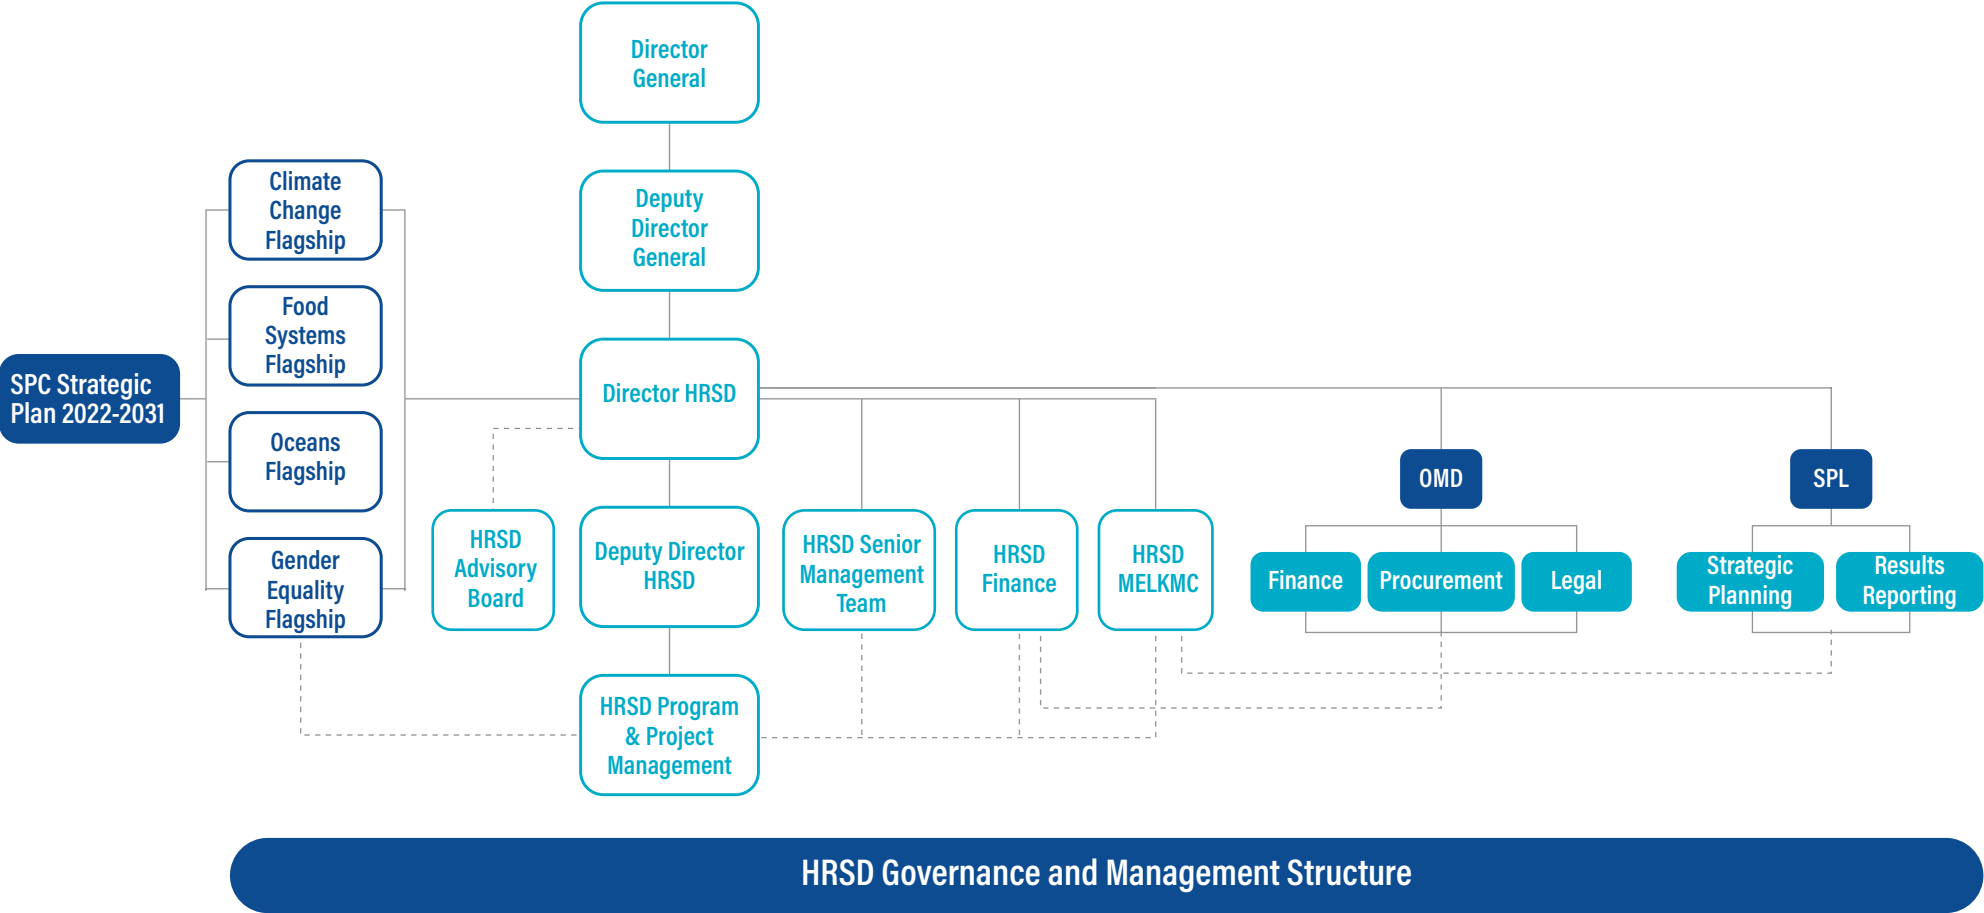 Director
General
Deputy
Director
General
Climate
Change
Flagship
Food
Systems
Flagship
SPC Strategic
Plan 2022-2031
Oceans
Flagship
Gender
Equality
Flagship
Director HRSD
HRSD
Advisory
Board
Deputy Director
HRSD
HRSD Senior
Management
Team
HRSD
Finance
HRSD
MELKMC
OMD
Finance
Procurement
Legal
SPL
Strategic
Planning
Results
Reporting
HRSD Program
& Project
Management
HRSD Governance and Management Structure